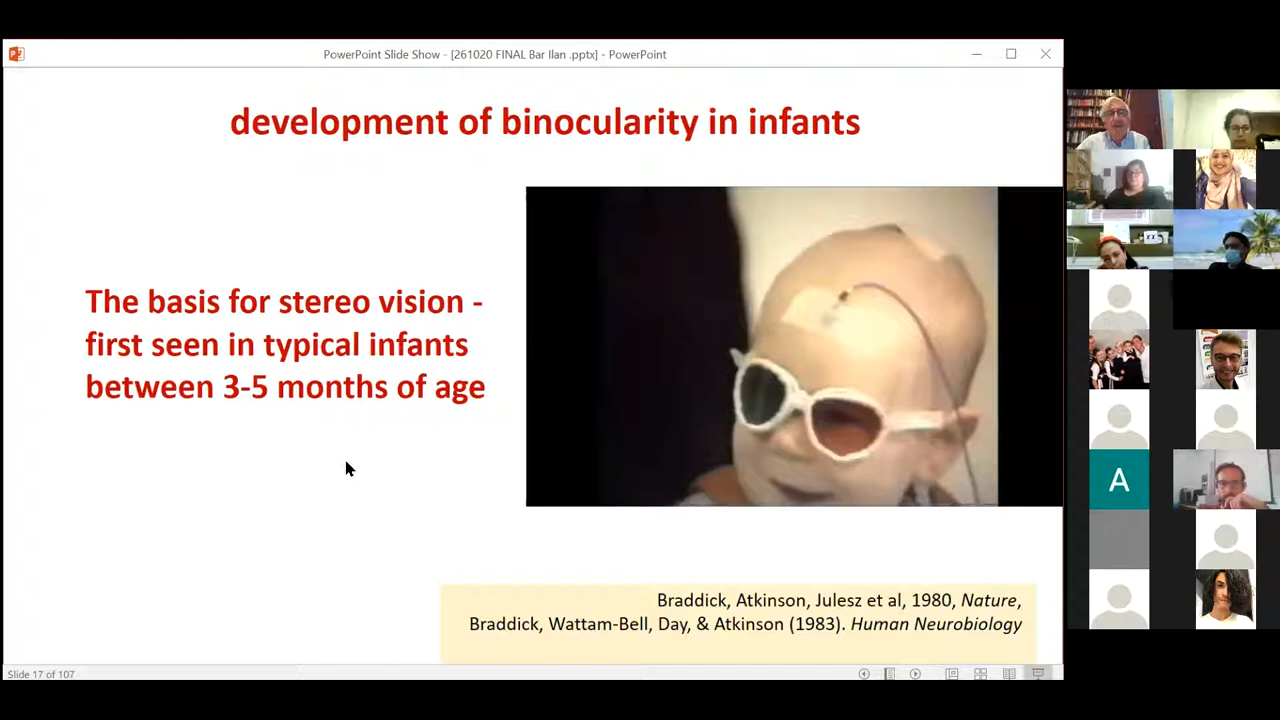 PowerPoint Slide Show - [261020 FINAL Bar Ilan .pptx] - PowerPoint
development of binocularity in infants
The basis for stereo vision -
first seen in typical infants
between 3-5 months of age
Braddick, Atkinson, Julesz et al, 1980, Nature,
Braddick, Wattam-Bell, Day, & Atkinson (1983). Human Neurobiology
Slide 17 of 107
A